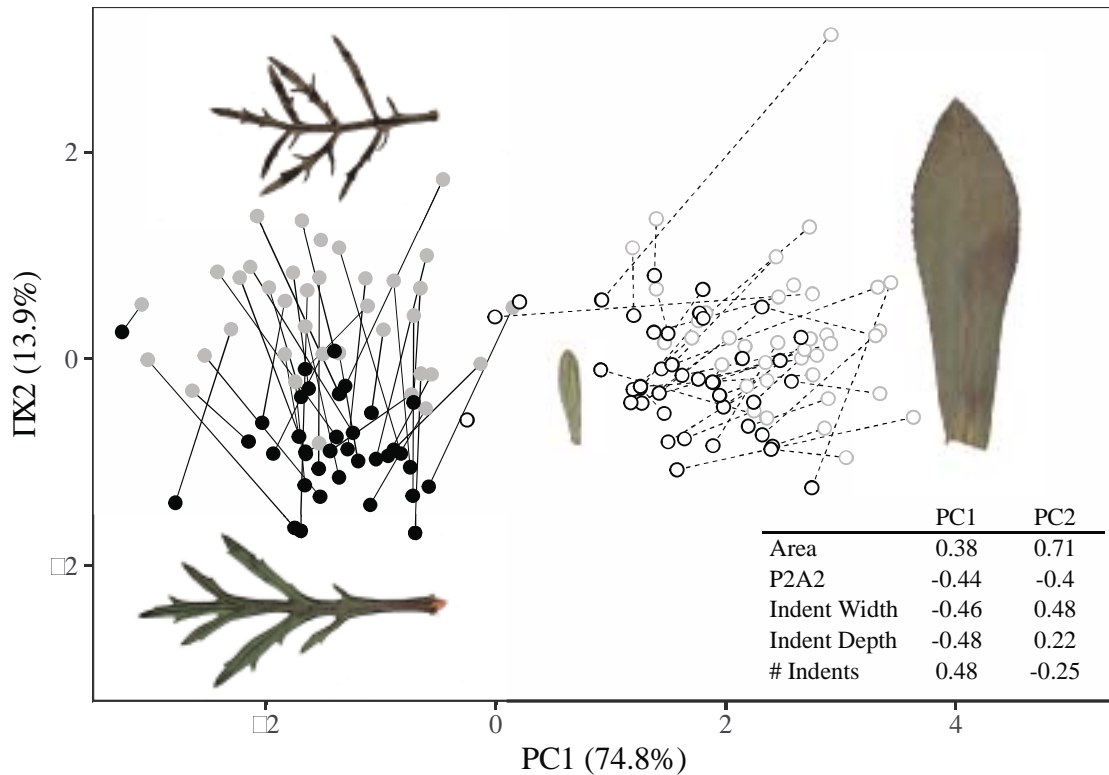 2
0
□2
ΠΧ2 (13.9%)
PC1 PC2
Area 0.38 0.71
P2A2 -0.44 -0.4
Indent Width -0.46 0.48
Indent Depth -0.48 0.22
# Indents 0.48 -0.25
□2 0 2 4
PC1 (74.8%)